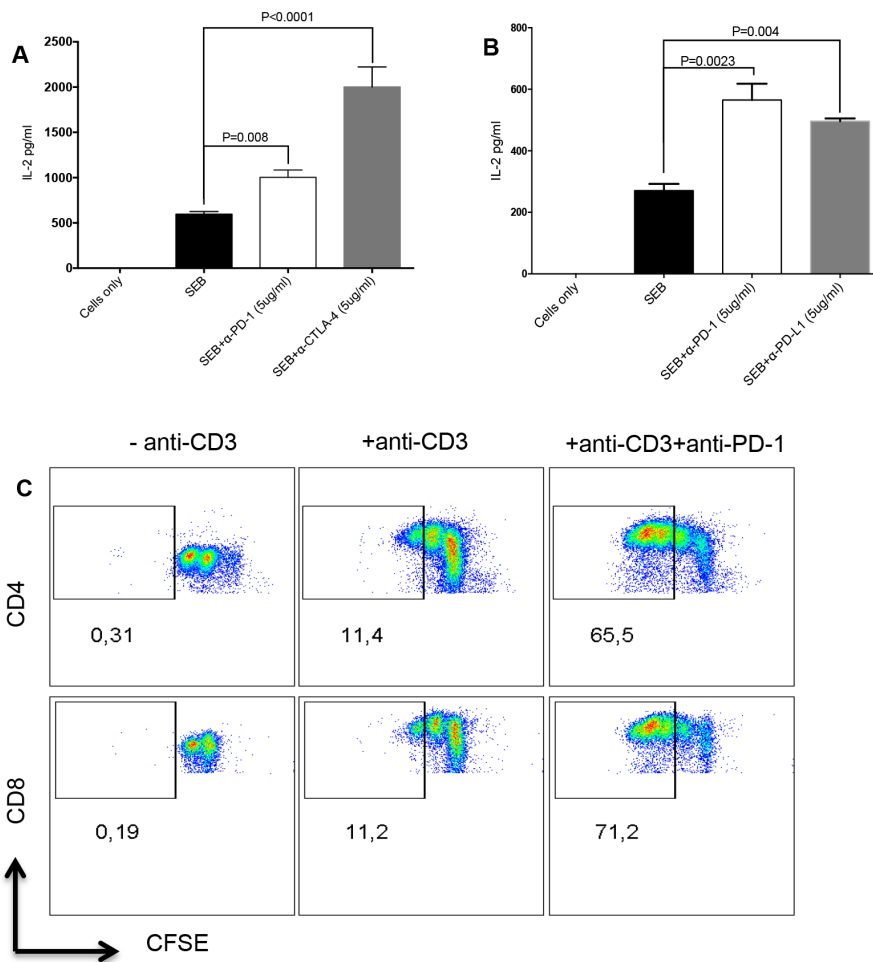 A
P<0.0001
P=0.008
IL-2 pg/ml
2500
2000
1500
1000
500
0
Cells only
SEB
SEB+α-PD-1 (5ug/ml)
SEB+α-CTLA-4 (5ug/ml)
B
P=0.004
P=0.0023
IL-2 pg/ml
800
600
400
200
0
Cells only
SEB
SEB+α-PD-1 (5ug/ml)
SEB+α-PD-L1 (5ug/ml)
C
- anti-CD3
+anti-CD3
+anti-CD3+anti-PD-1
CD4
0,31
11,4
65,5
CD8
0,19
11,2
71,2
CFSE